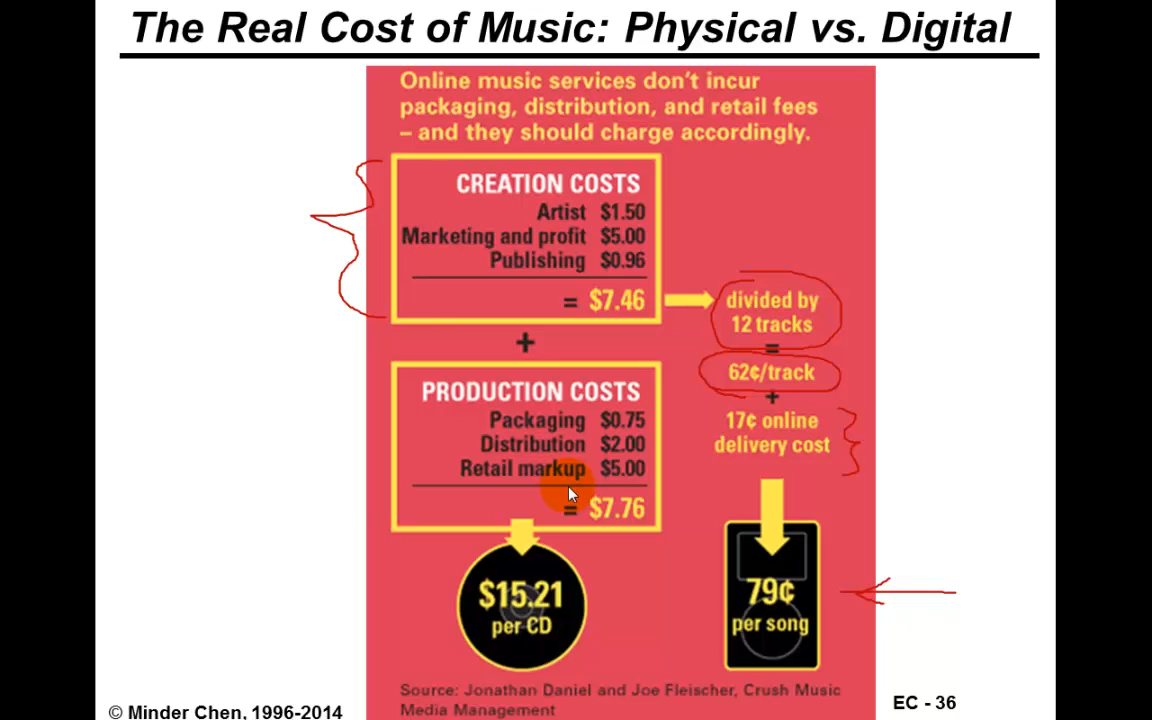 The Real Cost of Music: Physical vs. Digital
Online music services don't incur
packaging, distribution, and retail fees
– and they should charge accordingly.
CREATION COSTS
Artist $1.50
Marketing and profit $5.00
Publishing $0.96
= $7.46
divided by
12 tracks
=
62¢/track
+
17¢ online
delivery cost
+
PRODUCTION COSTS
Packaging $0.75
Distribution $2.00
Retail markup $5.00
= $7.76
$15.21
per CD
79¢
per song
Source: Jonathan Daniel and Joe Fleischer, Crush Music
Media Management
© Minder Chen, 1996-2014
EC - 36